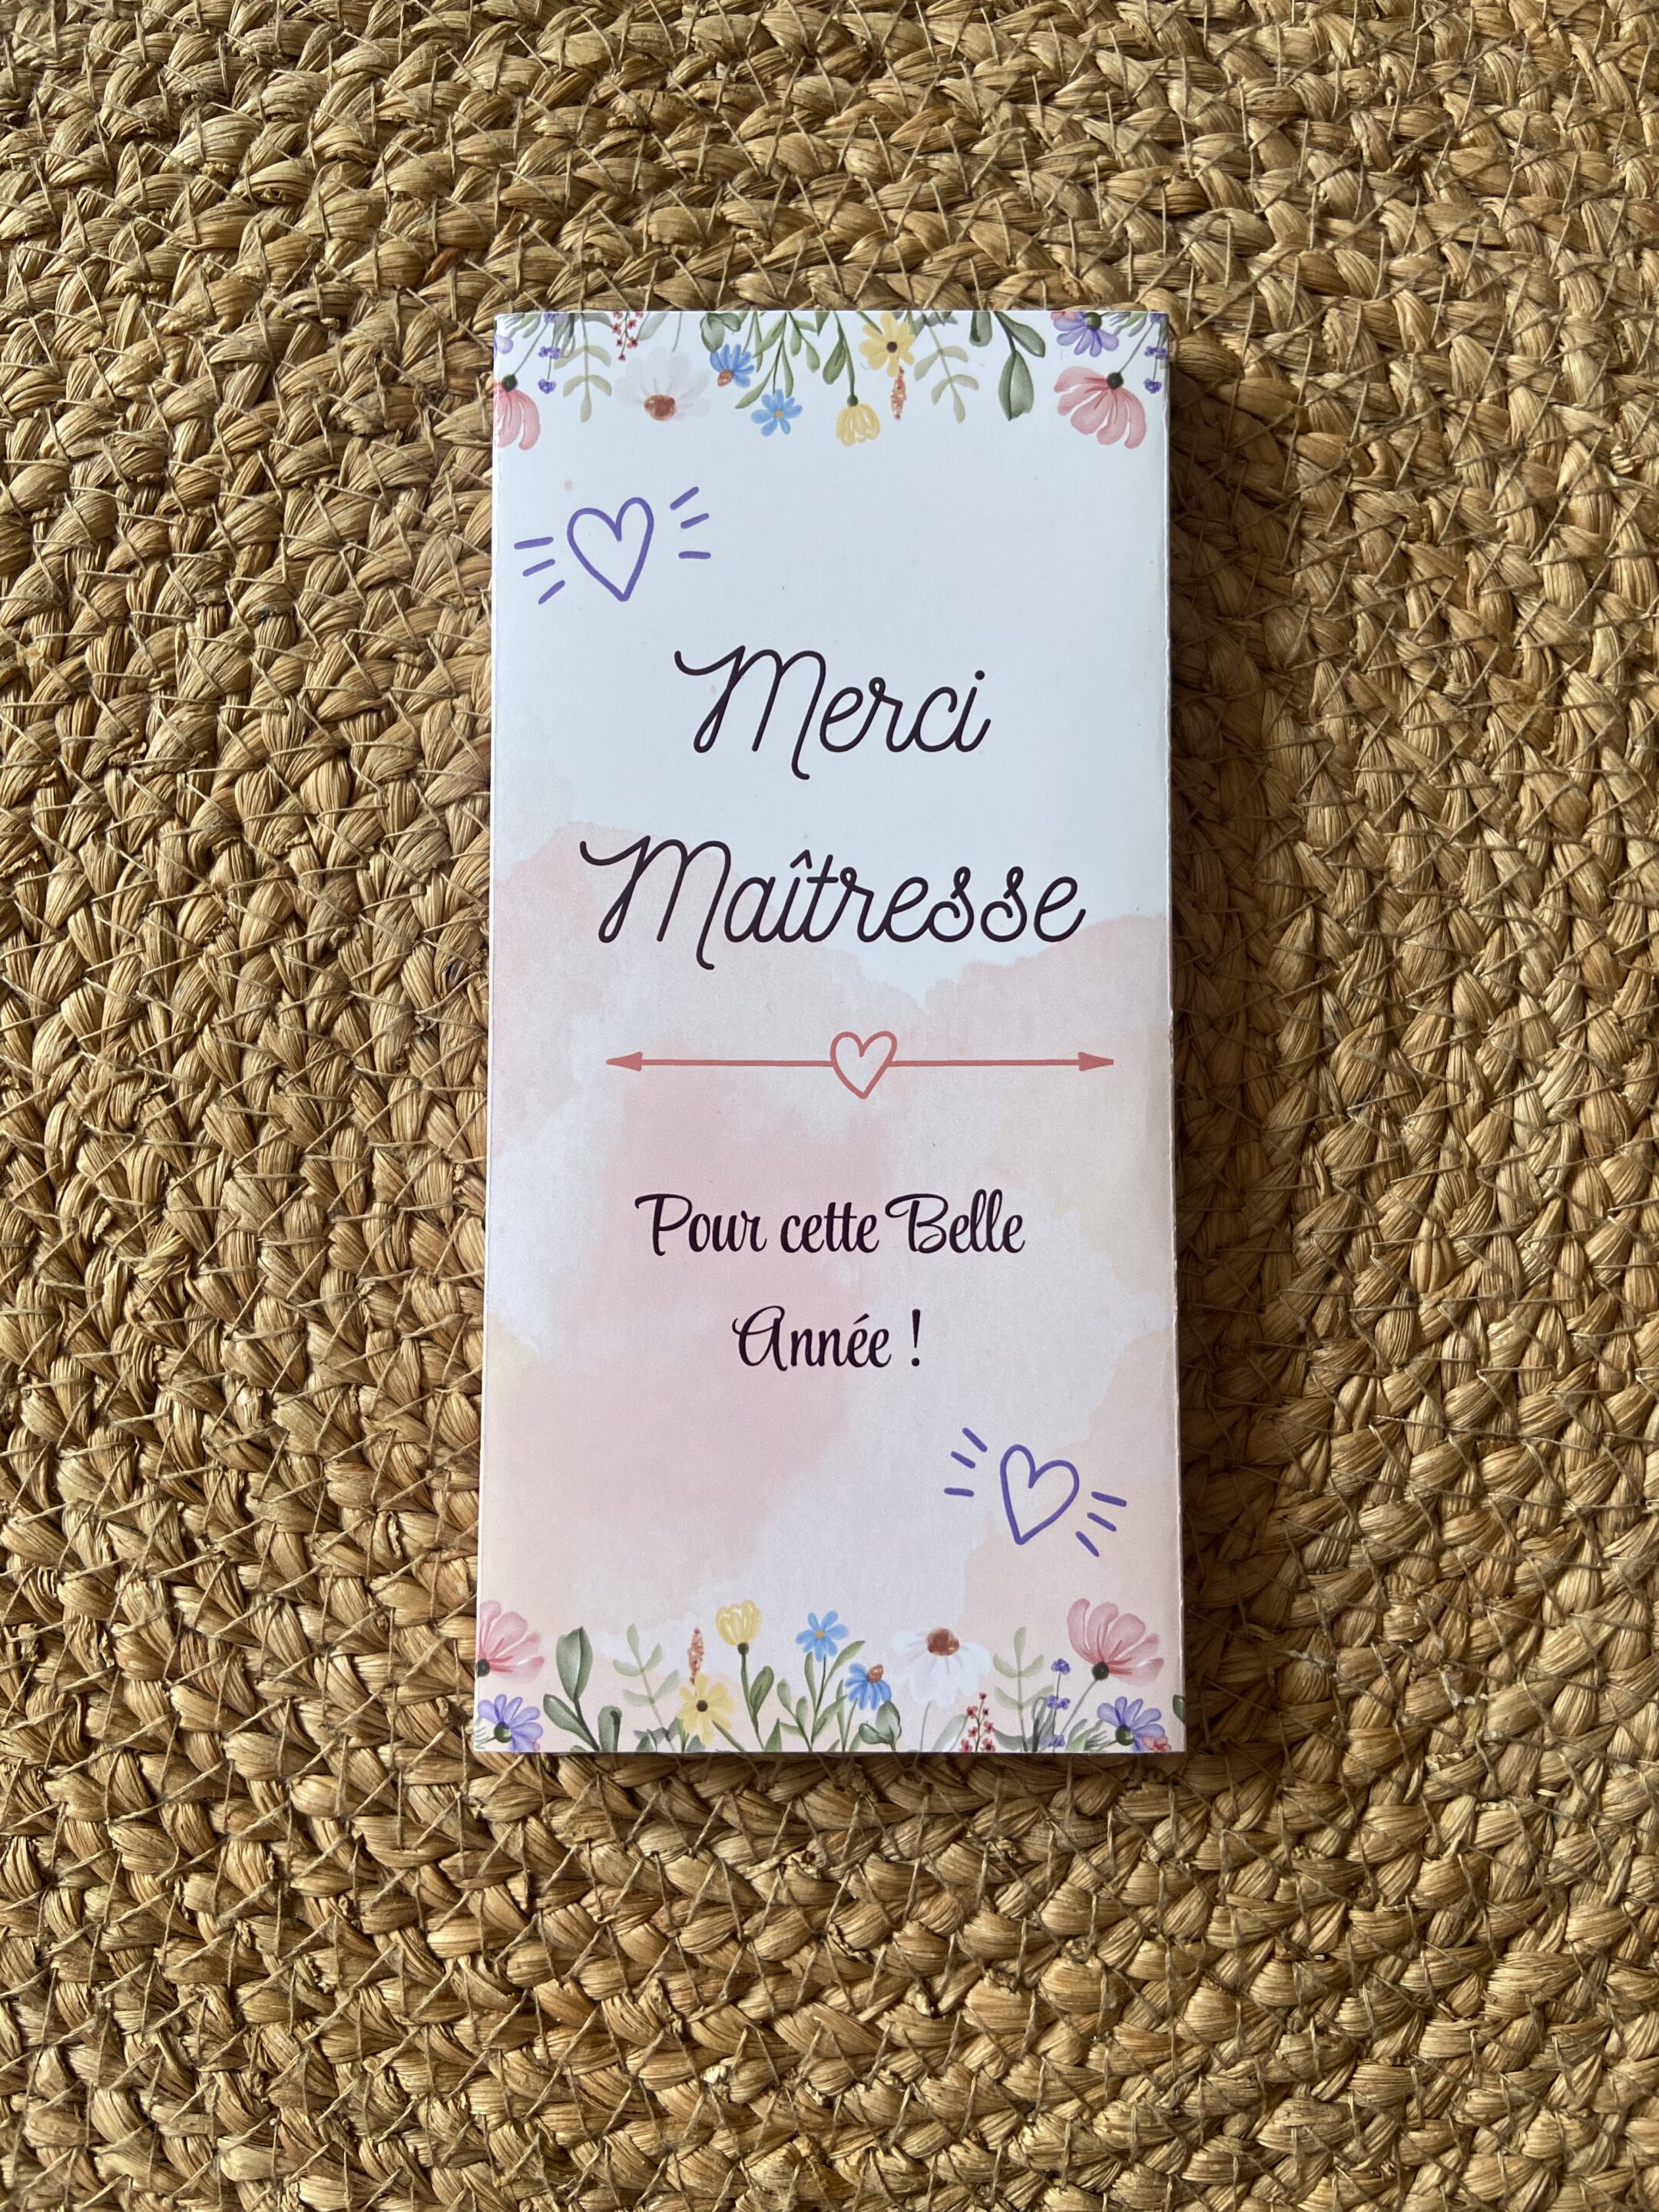 Merci
Maîtresse
Pour cette Belle
Année !